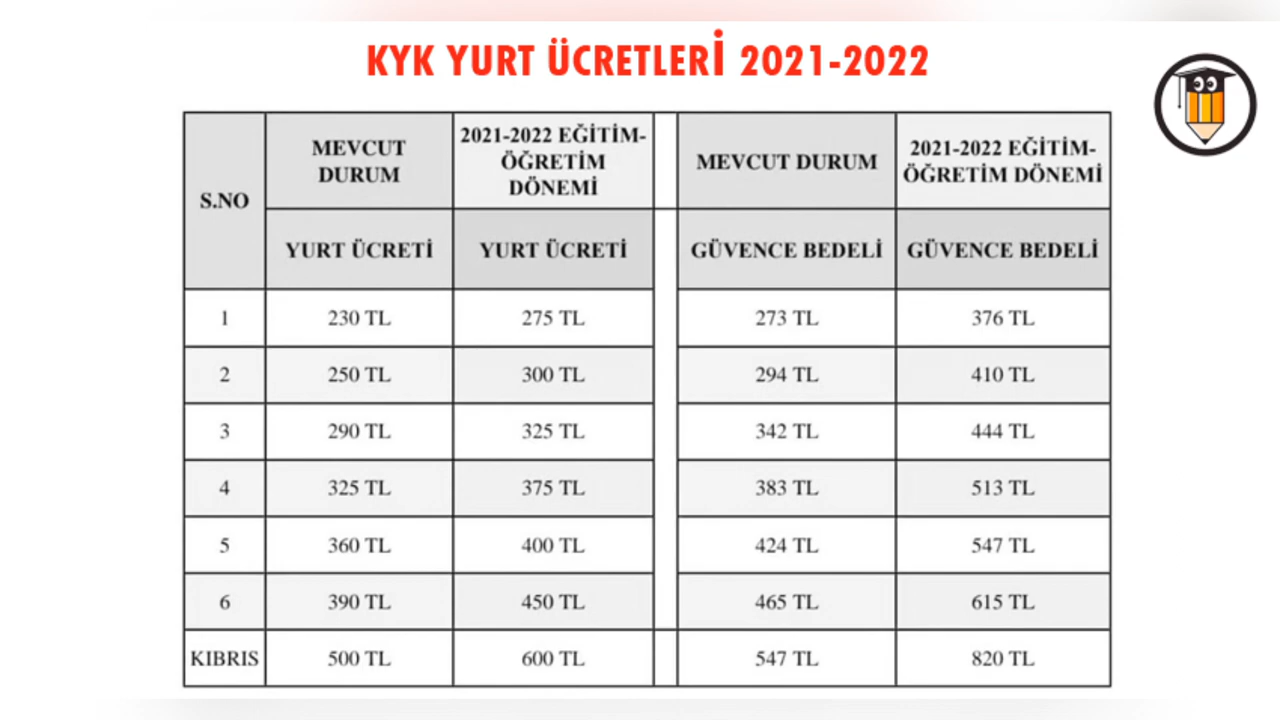 KYK YURT ÜCRETLERİ 2021-2022
S.NO
MEVCUT
DURUM
2021-2022 EĞİTİM-
ÖĞRETİM
DÖNEMİ
MEVCUT DURUM
2021-2022 EĞİTİM-
ÖĞRETİM DÖNEMİ
YURT ÜCRETİ YURT ÜCRETİ GÜVENCE BEDELİ GÜVENCE BEDELİ
1 230 TL 275 TL 273 TL 376 TL
2 250 TL 300 TL 294 TL 410 TL
3 290 TL 325 TL 342 TL 444 TL
4 325 TL 375 TL 383 TL 513 TL
5 360 TL 400 TL 424 TL 547 TL
6 390 TL 450 TL 465 TL 615 TL
KIBRIS 500 TL 600 TL 547 TL 820 TL